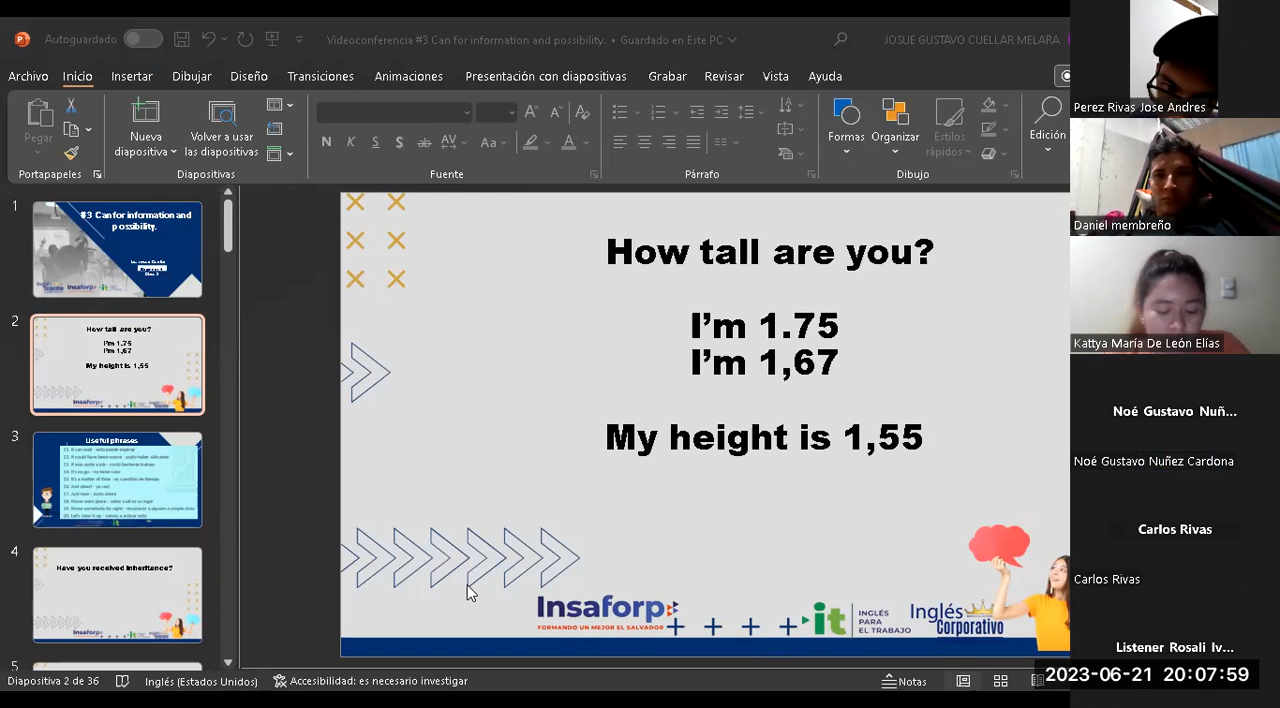 Autoguardado
Videoconferencia #3 Can for information and possibility. • Guardado en Este PC
JOSUE GUSTAVO CUELLAR MELARA
Archivo Inicio Insertar Dibujar Diseño Transiciones Animaciones Presentación con diapositivas Grabar Revisar Vista Ayuda
Pegar
Nueva diapositiva
Volver a usar las diapositivas
N K S S ab AV Aa A
Formas Organizar Estilos rápidos Edición
Portapapeles Diapositivas Fuente Párrafo Dibujo
1
#3 Can for information and
possibility.
2
How tall are you?
I'm 1.75
I'm 1,67
My height is 1,55
3
Useful phrases
4
Have you received inheritance?
5
How tall are you?
I'm 1.75
I'm 1,67
My height is 1,55
Insaforp
FORMANDO UN MEJOR EL SALVADOR
it
INGLÉS
PARA
EL TRABAJO
Inglés
Corporativo
Diapositiva 2 de 36
Inglés (Estados Unidos)
Accesibilidad: es necesario investigar
Notas
Perez Rivas Jose Andres
Daniel membreño
Kattya María De León Elías
Noé Gustavo Nuñ...
Noé Gustavo Nuñez Cardona
Carlos Rivas
Carlos Rivas
Listener Rosali Iv...
2023-06-21 20:07:59